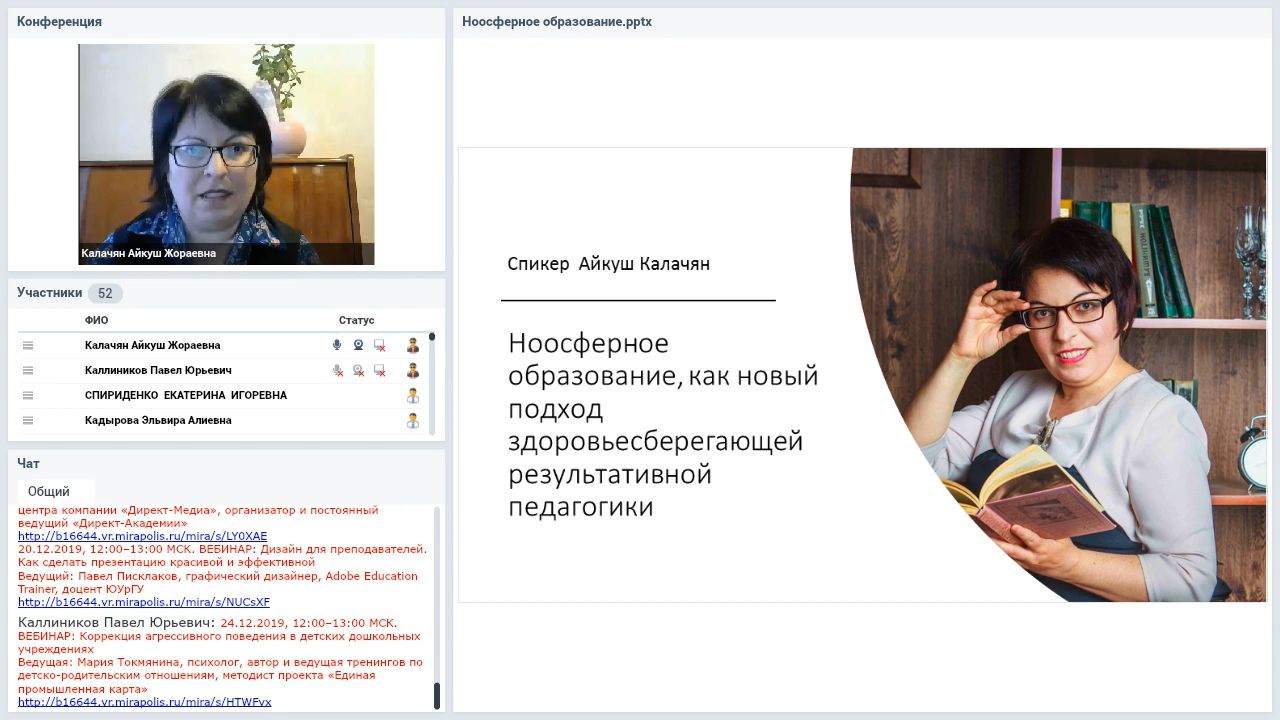 Конференция
Калачян Айкуш Жораевна
Участники 52
ФИО Статус
Калачян Айкуш Жораевна
Каллиников Павел Юрьевич
СПИРИДЕНКО ЕКАТЕРИНА ИГОРЕВНА
Кадырова Эльвира Алиевна
Чат
Общий
центра компании «Директ-Медиа», организатор и постоянный
ведущий «Директ-Академии»
http://b16644.vr.mirapolis.ru/mira/s/LY0XAE
20.12.2019, 12:00–13:00 МСК. ВЕБИНАР: Дизайн для преподавателей.
Как сделать презентацию красивой и эффективной
Ведущий: Павел Писклаков, графический дизайнер, Adobe Education
Trainer, доцент ЮУрГУ
http://b16644.vr.mirapolis.ru/mira/s/NUCsXF
Каллиников Павел Юрьевич: 24.12.2019, 12:00–13:00 МСК.
ВЕБИНАР: Коррекция агрессивного поведения в детских дошкольных
учреждениях
Ведущая: Мария Токмянина, психолог, автор и ведущая тренингов по
детско-родительским отношениям, методист проекта «Единая
промышленная карта»
http://b16644.vr.mirapolis.ru/mira/s/HTWFvx
Ноосферное образование.pptx
Спикер Айкуш Калачян
Ноосферное
образование, как новый
подход
здоровьесберегающей
результативной
педагогики